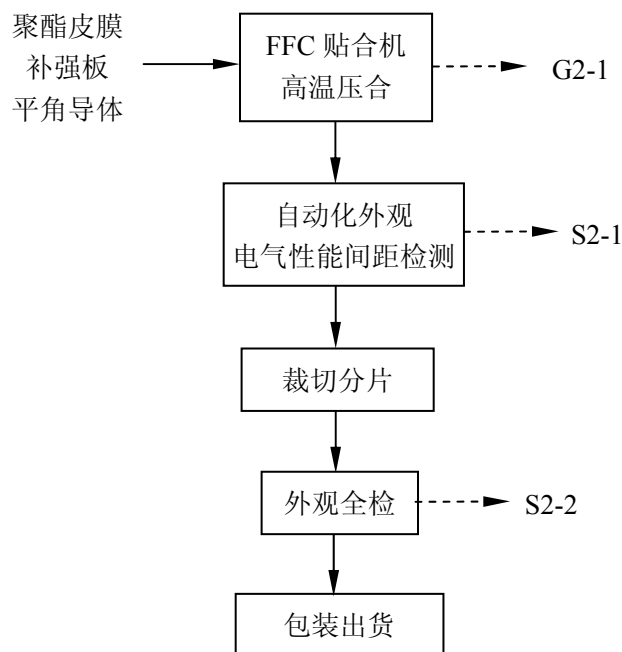 聚酯皮膜
补强板
平角导体
FFC 贴合机
高温压合
G2-1
自动化外观
电气性能间距检测
S2-1
裁切分片
外观全检
S2-2
包装出货